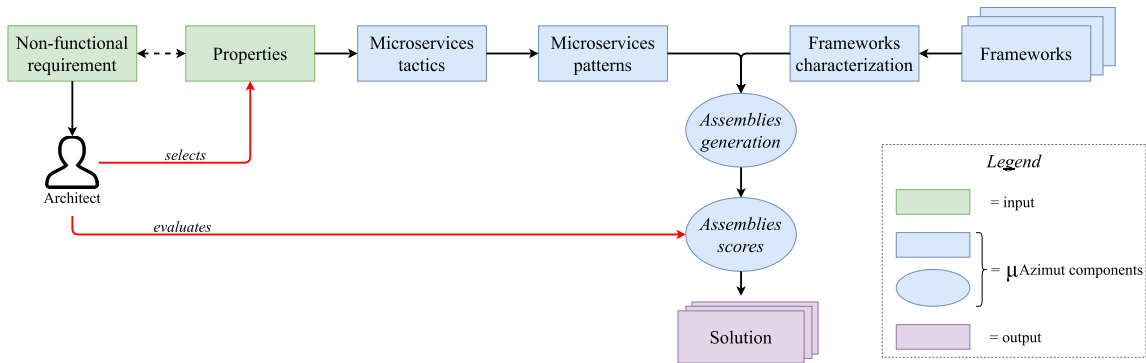 Non-functional
requirement
Properties
Microservices
tactics
Microservices
patterns
Frameworks
characterization
Frameworks
Assemblies
generation
selects
Architect
evaluates
Assemblies
scores
Solution
Legend
= input
= μAzimut components
= output